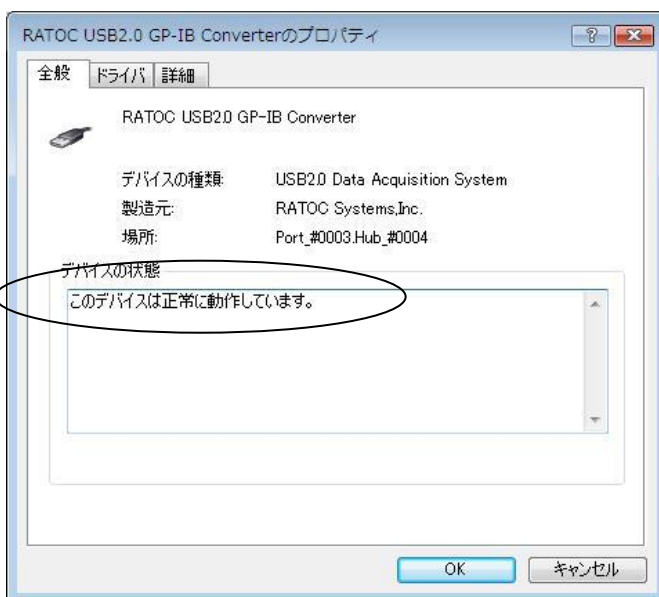 RATOC USB2.0 GP-IB Converterのプロパティ
全般 ドライバ 詳細
RATOC USB2.0 GP-IB Converter
デバイスの種類: USB2.0 Data Acquisition System
製造元: RATOC Systems,Inc.
場所: Port_#0003.Hub_#0004
デバイスの状態
このデバイスは正常に動作しています。
OK キャンセル